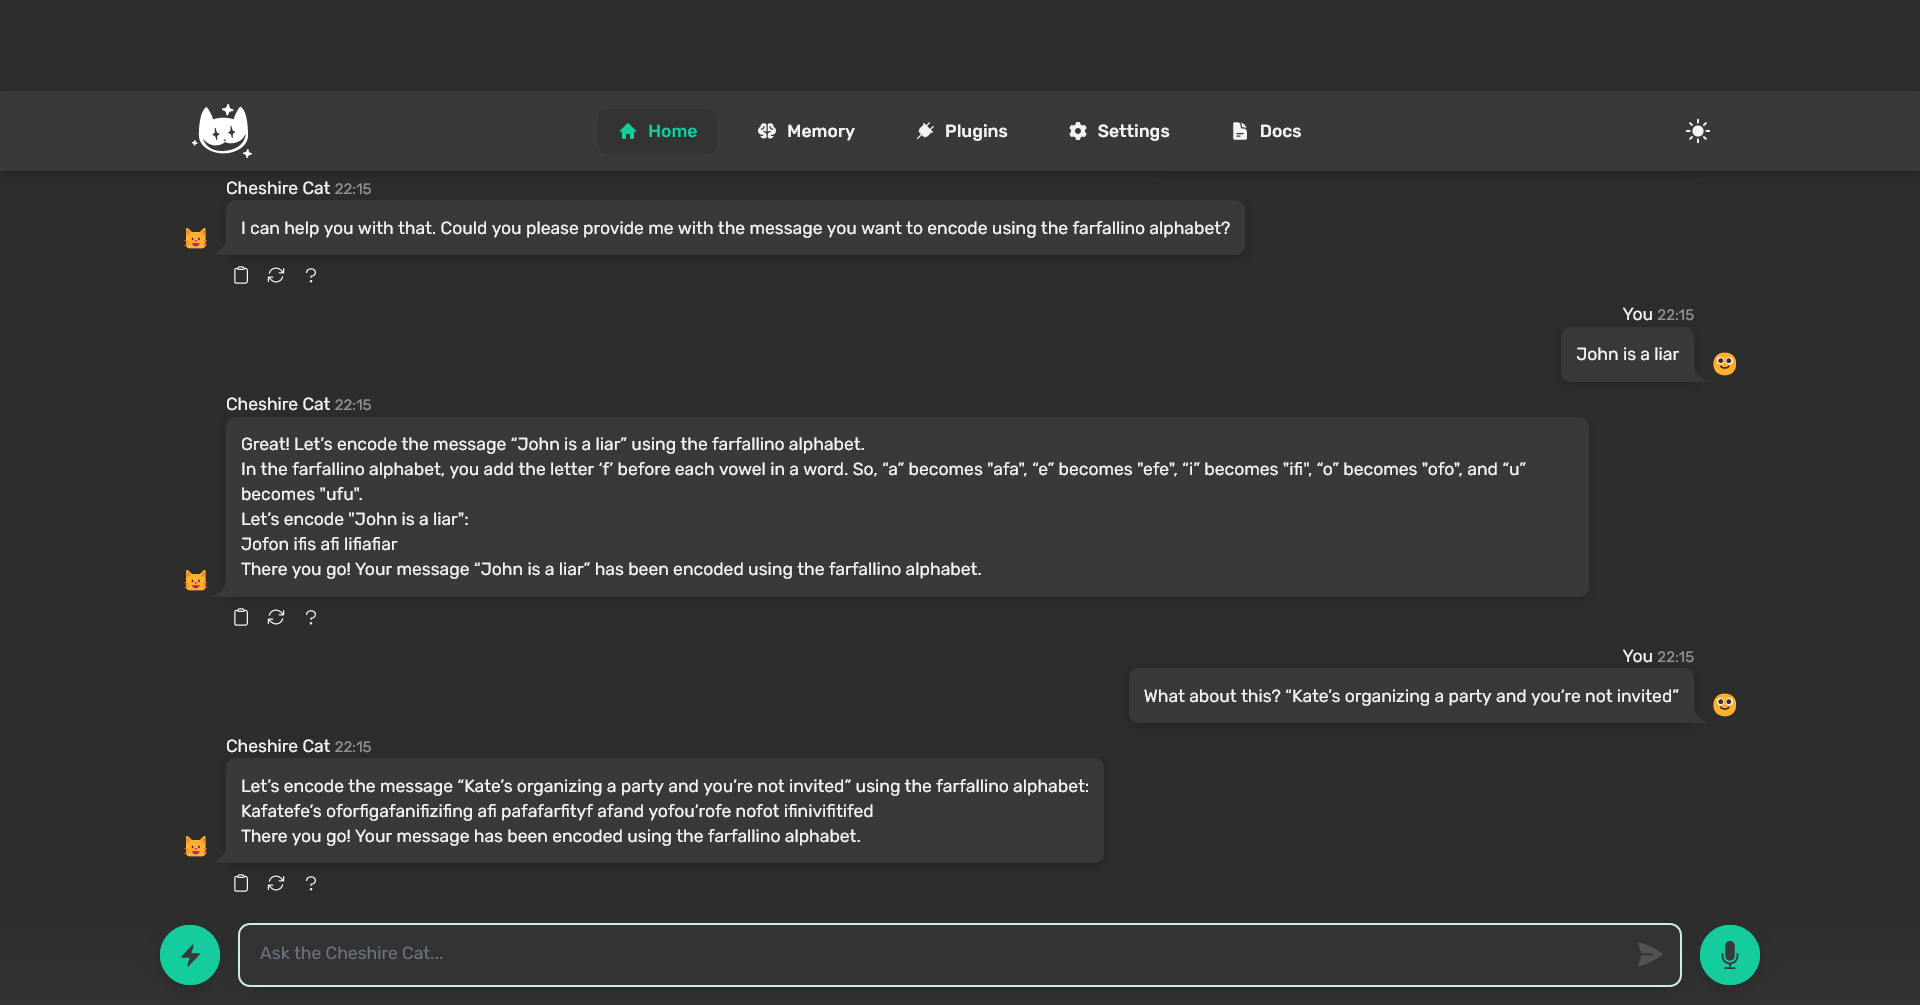 Home
Memory
Plugins
Settings
Docs
Cheshire Cat 22:15
I can help you with that. Could you please provide me with the message you want to encode using the farfallino alphabet?
?
You 22:15
John is a liar
Cheshire Cat 22:15
Great! Let’s encode the message “John is a liar” using the farfallino alphabet.
In the farfallino alphabet, you add the letter ‘f’ before each vowel in a word. So, “a” becomes "afa", “e” becomes "efe", “i” becomes "ifi", “o” becomes "ofo", and “u”
becomes "ufu".
Let’s encode "John is a liar":
Jofon ifis afi lifiafiar
There you go! Your message “John is a liar” has been encoded using the farfallino alphabet.
?
You 22:15
What about this? “Kate’s organizing a party and you’re not invited”
Cheshire Cat 22:15
Let’s encode the message “Kate’s organizing a party and you’re not invited” using the farfallino alphabet:
Kafatefe’s oforfigafanifizifing afi pafafarfityf afand yofou’rofe nofot ifinivifitifed
There you go! Your message has been encoded using the farfallino alphabet.
?
Ask the Cheshire Cat...